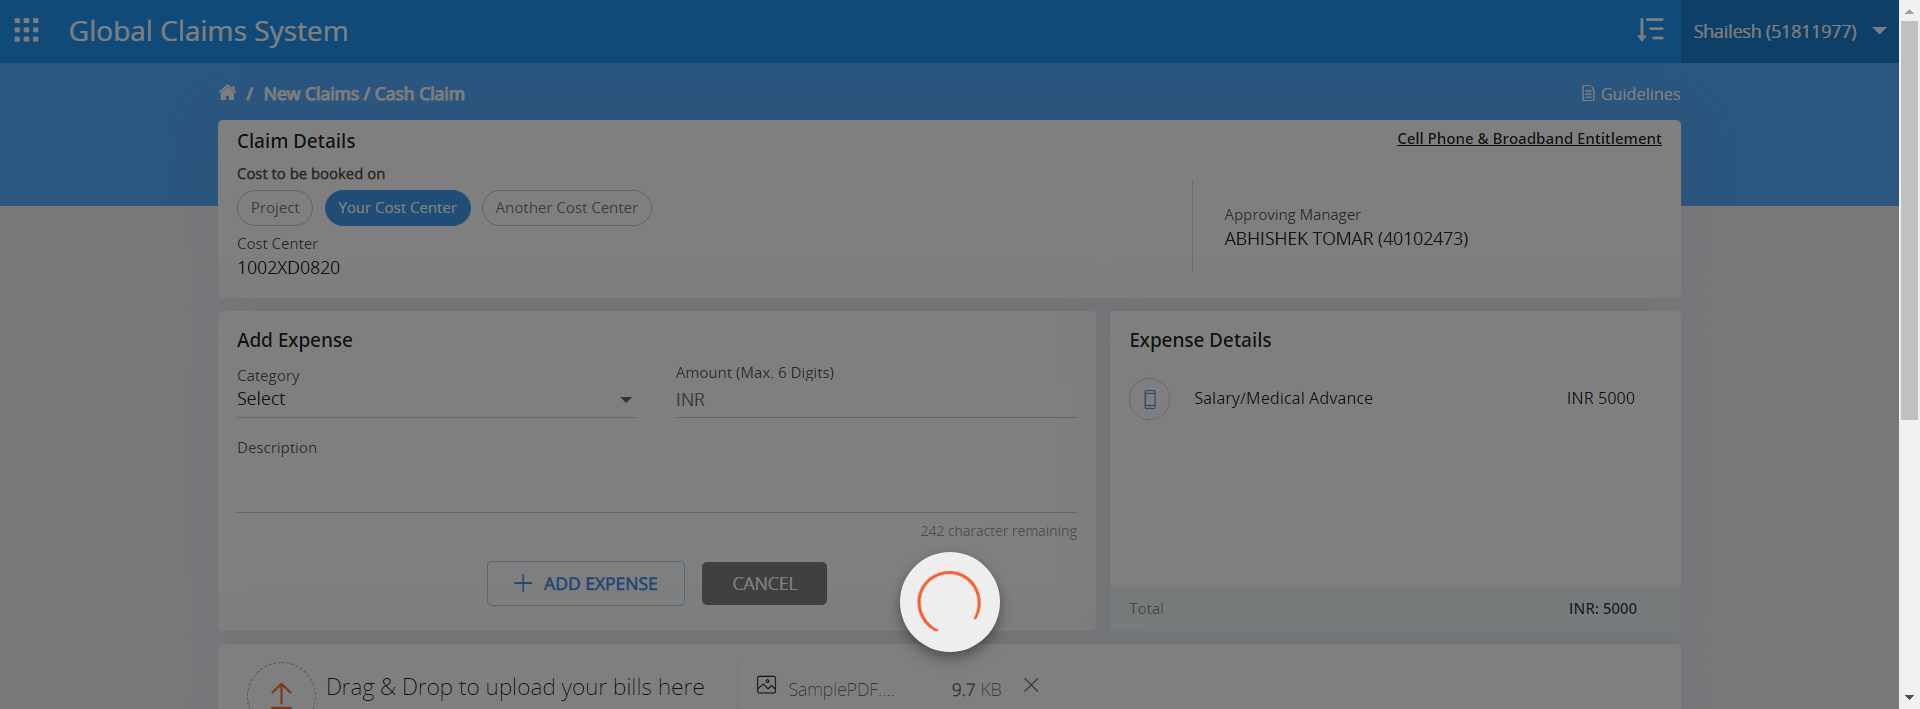 Global Claims System
Shailesh (51811977)
/ New Claims / Cash Claim
Guidelines
Claim Details
Cell Phone & Broadband Entitlement
Cost to be booked on
Project
Your Cost Center
Another Cost Center
Approving Manager
ABHISHEK TOMAR (40102473)
Cost Center
1002XD0820
Add Expense
Category
Select
Amount (Max. 6 Digits)
INR
Description
242 character remaining
+ ADD EXPENSE
CANCEL
Expense Details
Salary/Medical Advance
INR 5000
Total
INR: 5000
Drag & Drop to upload your bills here
SamplePDF....
9.7 KB